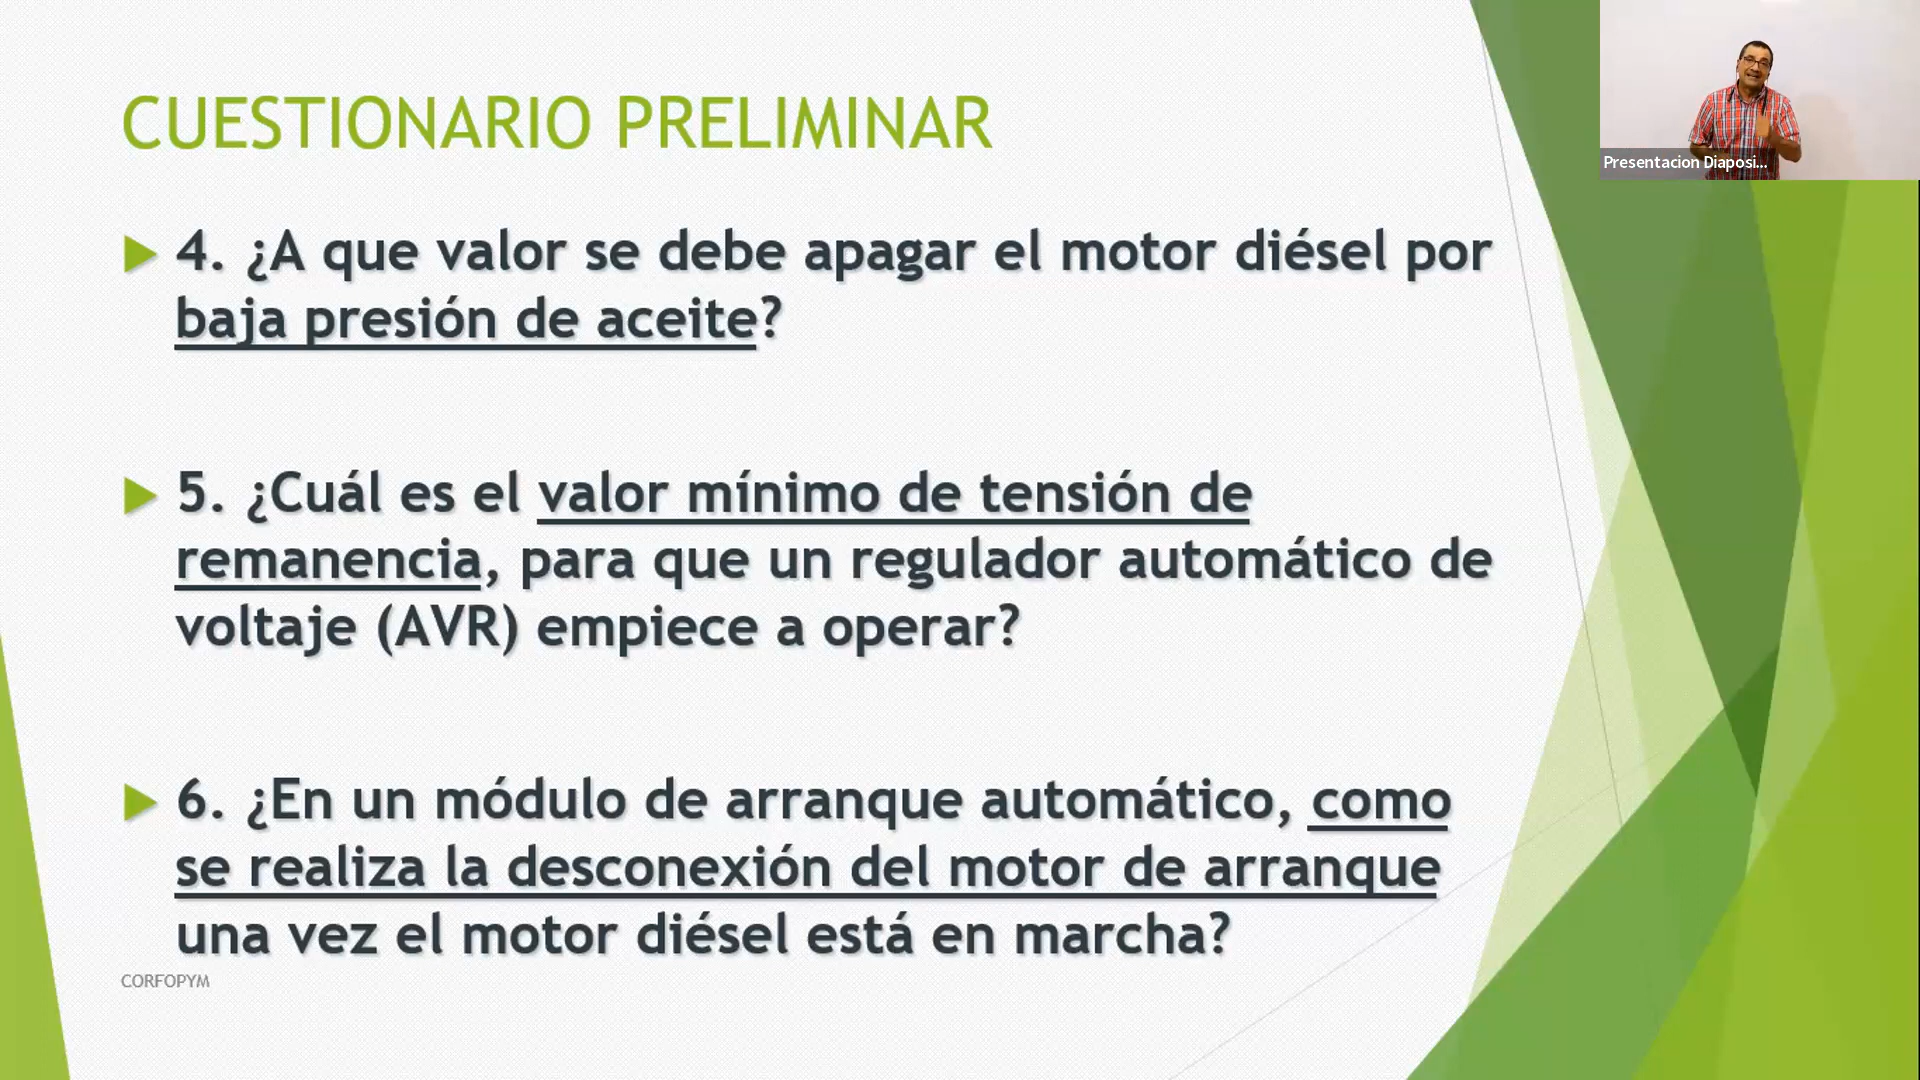 CUESTIONARIO PRELIMINAR
Presentacion Diaposi...
4. ¿A que valor se debe apagar el motor diésel por
baja presión de aceite?
5. ¿Cuál es el valor mínimo de tensión de
remanencia, para que un regulador automático de
voltaje (AVR) empiece a operar?
6. ¿En un módulo de arranque automático, como
se realiza la desconexión del motor de arranque
una vez el motor diésel está en marcha?
CORFOPYM